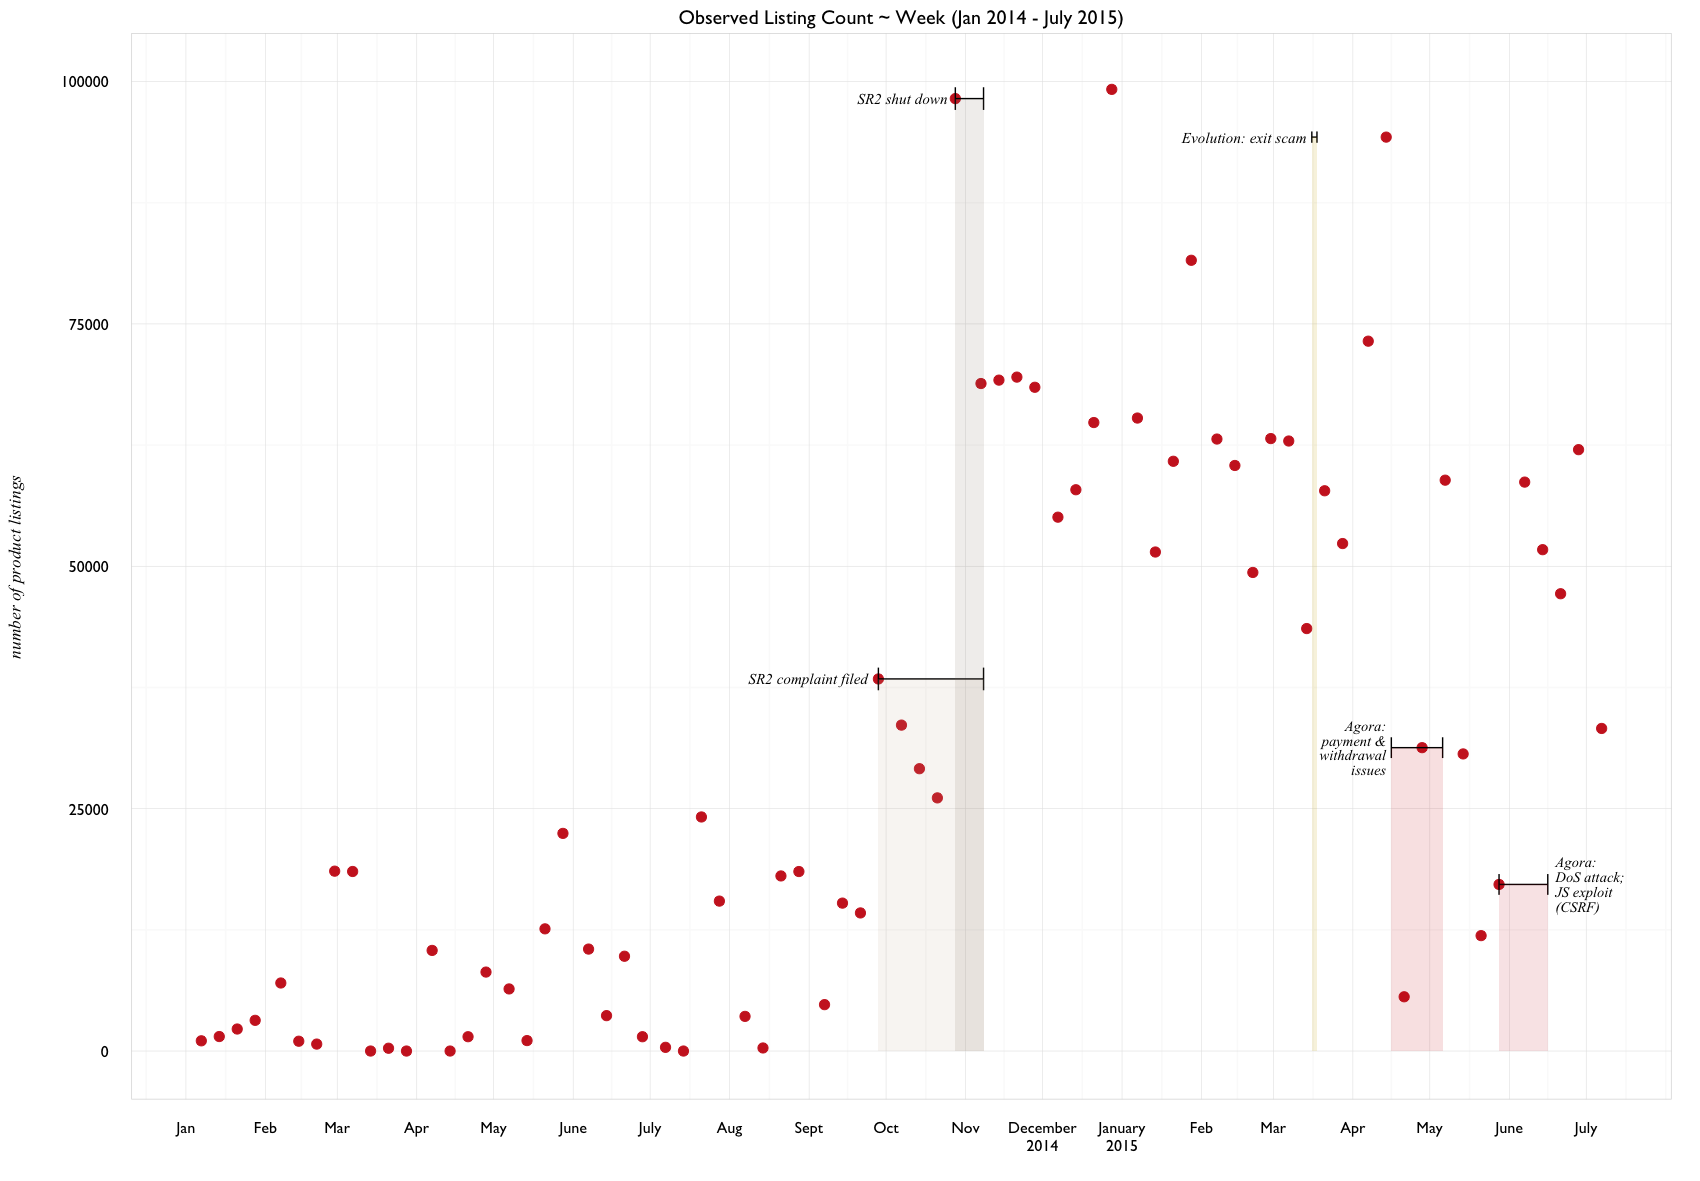 Observed Listing Count ~ Week (Jan 2014 - July 2015)
number of product listings
100000
75000
50000
25000
0
SR2 shut down
Evolution: exit scam
SR2 complaint filed
Agora:
payment &
withdrawal
issues
Agora:
DoS attack;
JS exploit
(CSRF)
Jan Feb Mar Apr May June July Aug Sept Oct Nov December January Feb Mar Apr May June July
2014 2015